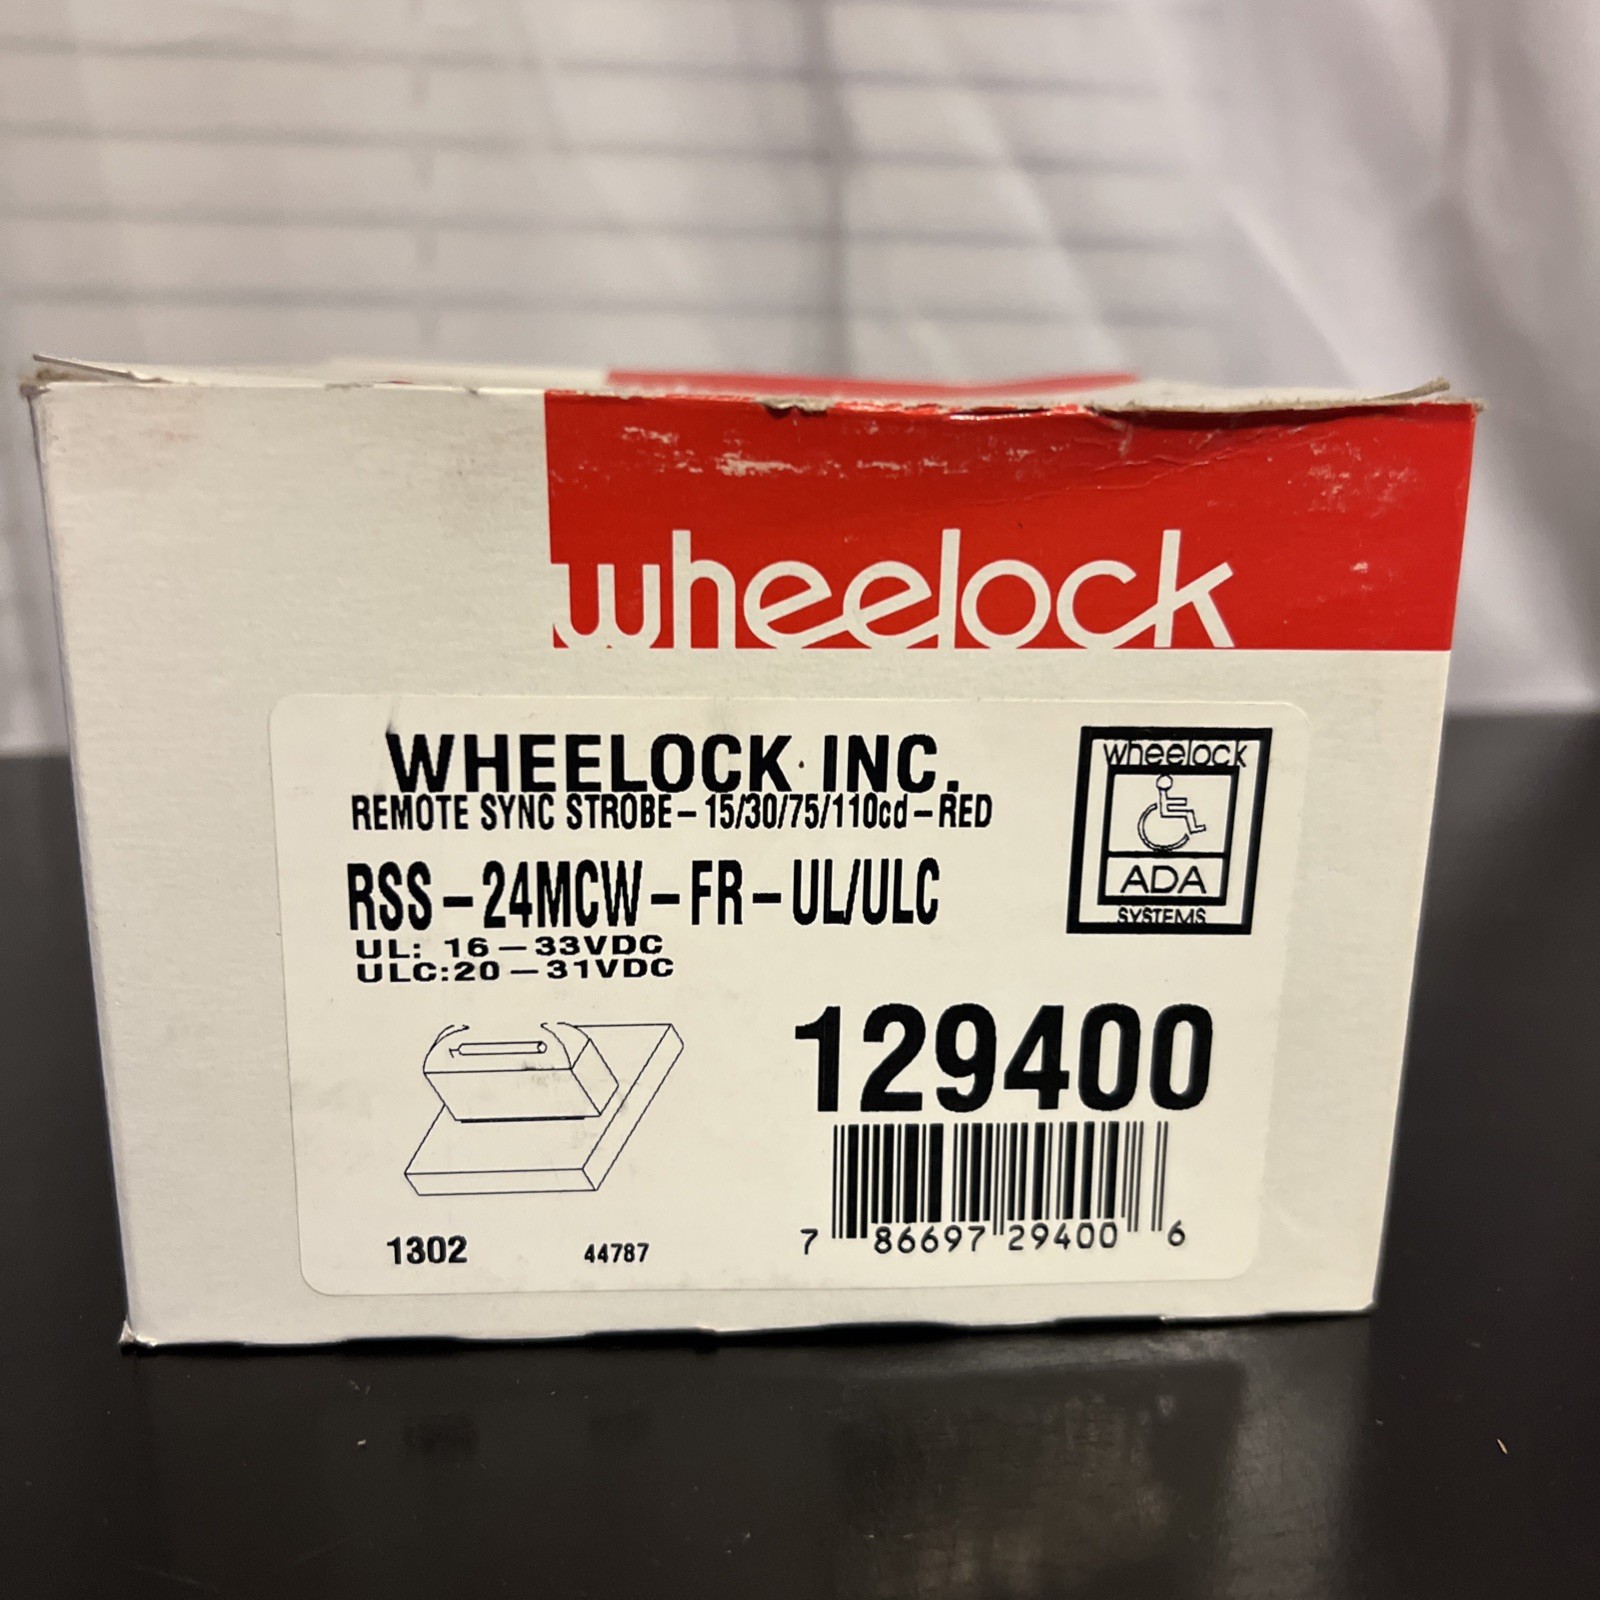 wheelock
WHEELOCK INC.
REMOTE SYNC STROBE-15/30/75/110cd-RED
RSS-24MCW-FR-UL/ULC
UL: 16-33VDC
ULC:20-31VDC
wheelock
ADA
SYSTEMS
129400
7 86697 29400 6
1302 44787